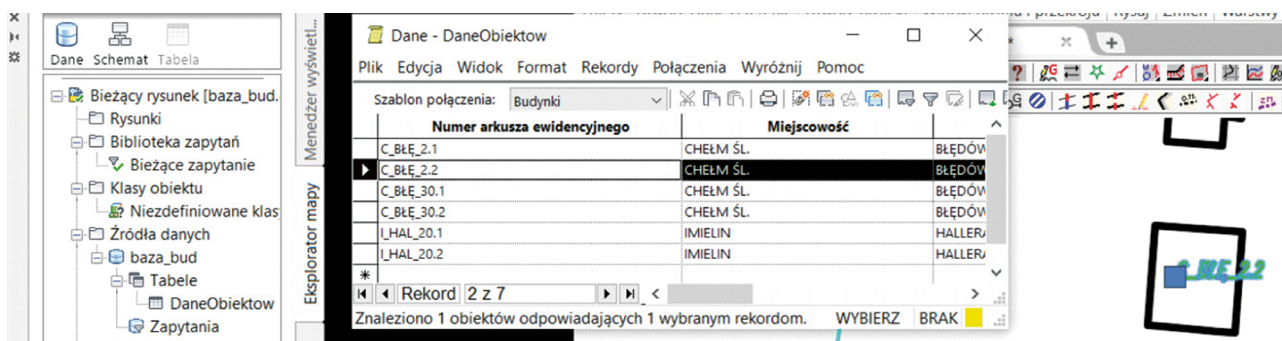 Dane Schemat Tabela
Bieżący rysunek [baza_bud.
Rysunki
Biblioteka zapytań
Bieżące zapytanie
Klasy obiektu
Niezdefiniowane klas
Źródła danych
baza_bud
Tabele
DaneObiektow
Zapytania
Menedżer wyświetl...
Eksplorator mapy
Dane - DaneObiektow
Plik Edycja Widok Format Rekordy Połączenia Wyróżnij Pomoc
Szablon połączenia: Budynki
Numer arkusza ewidencyjnego Miejscowość
C_BŁĘ_2.1 CHEŁM ŚL. BŁĘDÓW
C_BŁĘ_2.2 CHEŁM ŚL. BŁĘDÓW
C_BŁĘ_30.1 CHEŁM ŚL. BŁĘDÓW
C_BŁĘ_30.2 CHEŁM ŚL. BŁĘDÓW
I_HAL_20.1 IMIELIN HALLERA
I_HAL_20.2 IMIELIN HALLERA
Rekord 2 z 7
Znaleziono 1 obiektów odpowiadających 1 wybranym rekordom. WYBIERZ BRAK
C_BŁĘ_2.2